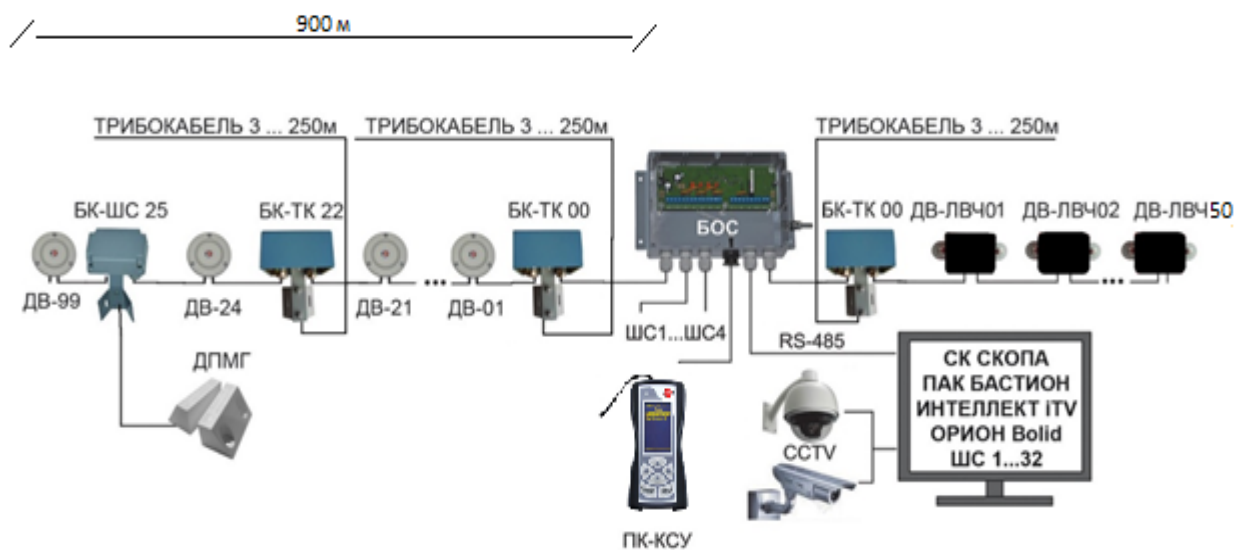 900 м
ТРИБОКАБЕЛЬ 3 ... 250м
ТРИБОКАБЕЛЬ 3 ... 250м
ТРИБОКАБЕЛЬ 3 ... 250м
БК-ШС 25
БК-ТК 22
БК-ТК 00
БОС
БК-ТК 00
ДВ-ЛВЧ01
ДВ-ЛВЧ02
ДВ-ЛВЧ50
ДВ-99
ДВ-24
ДВ-21
...
ДВ-01
...
ДПМГ
ШС1...ШС4
RS-485
CCTV
СК СКОПА
ПАК БАСТИОН
ИНТЕЛЛЕКТ iTV
ОРИОН Bolid
ШС 1...32
ПК-КСУ